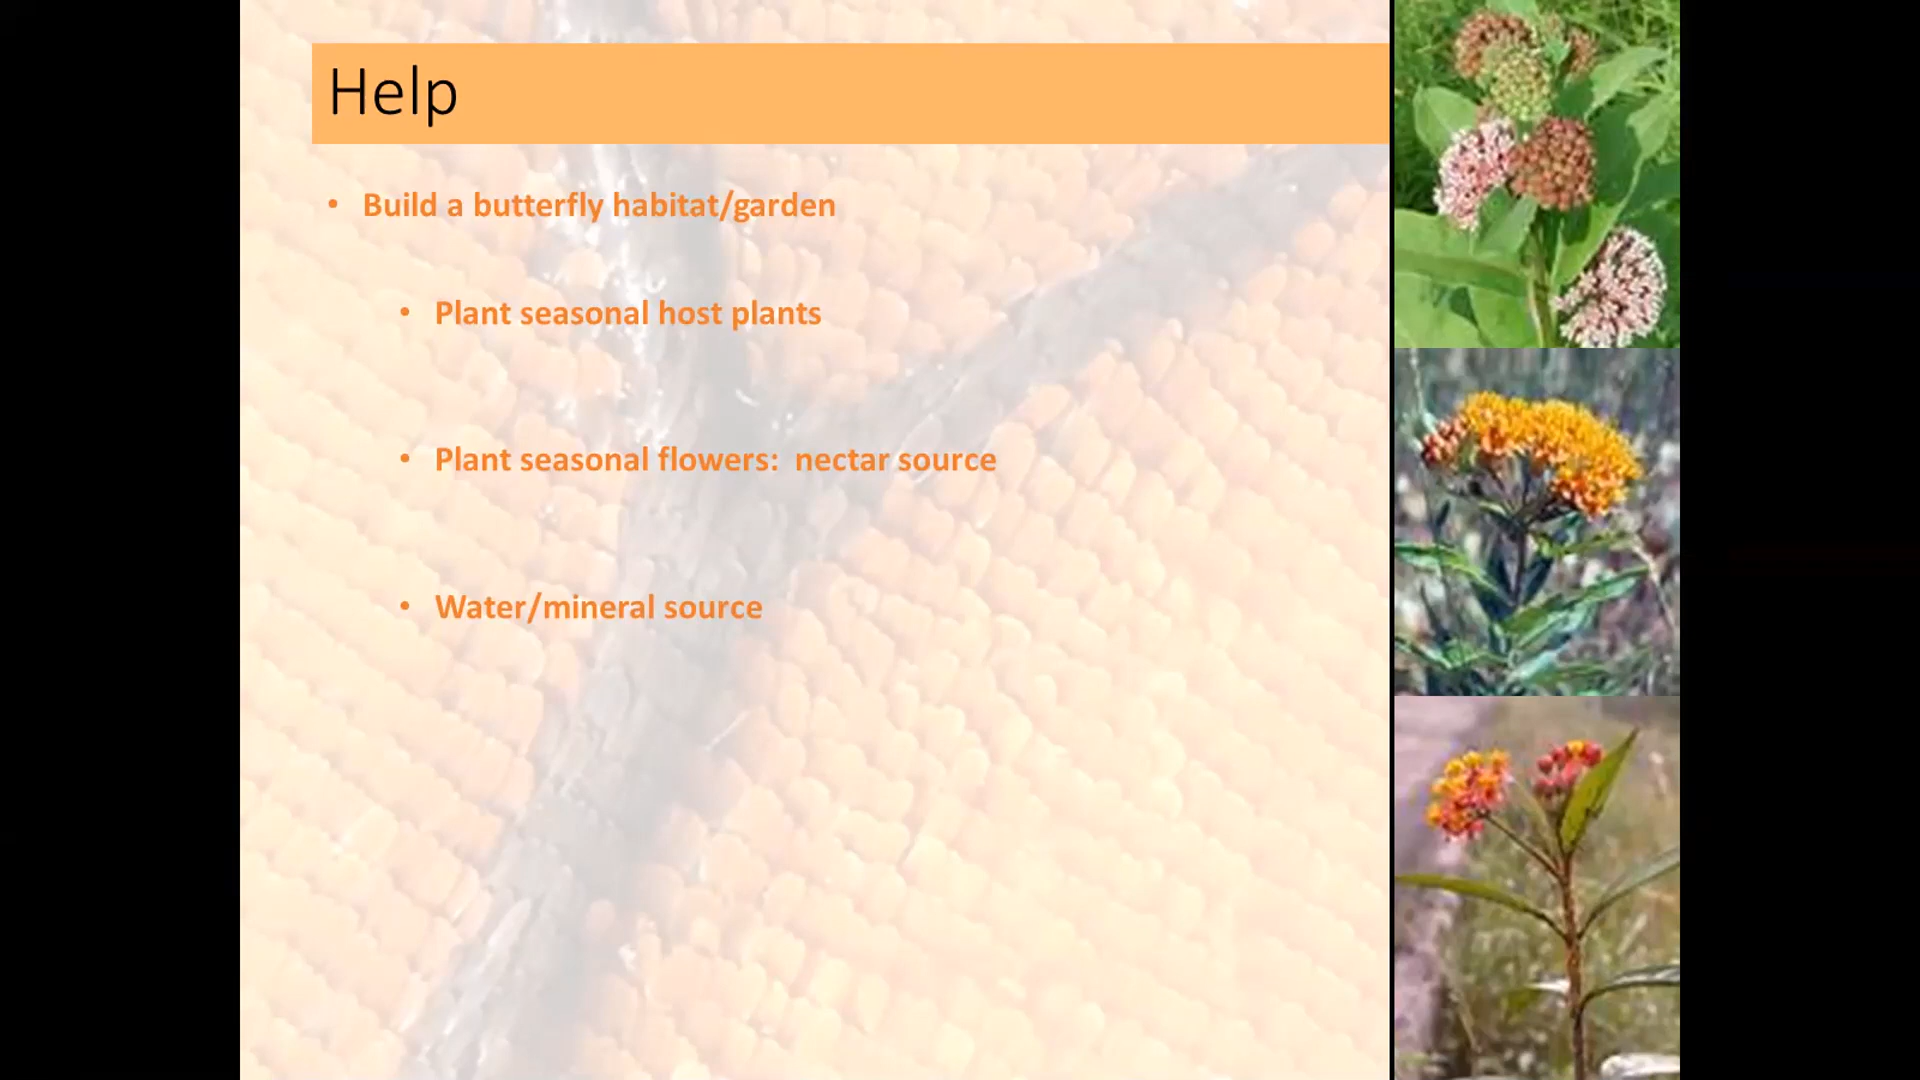 Help
• Build a butterfly habitat/garden
• Plant seasonal host plants
• Plant seasonal flowers:  nectar source
• Water/mineral source